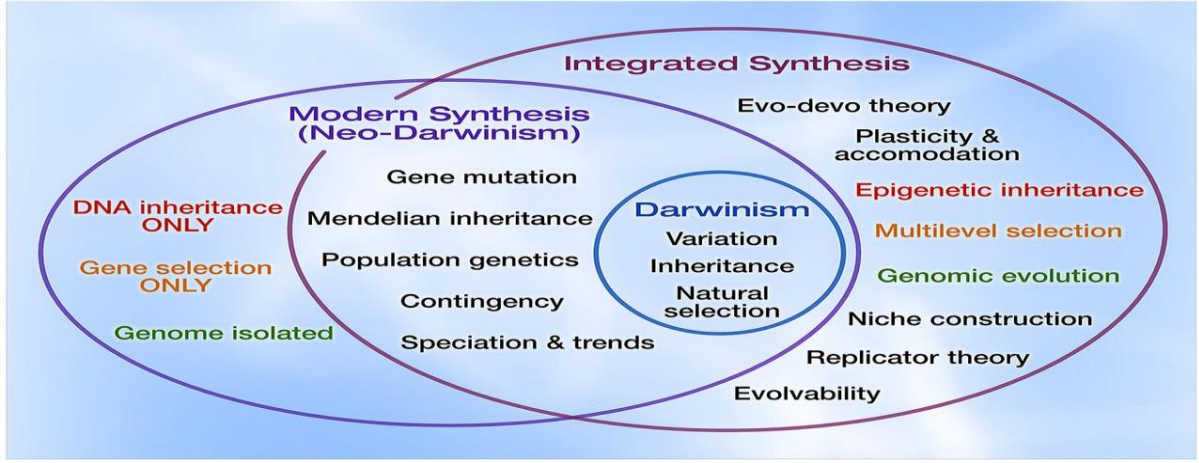 Integrated Synthesis
Modern Synthesis
(Neo-Darwinism)
DNA inheritance
ONLY
Gene selection
ONLY
Genome isolated
Gene mutation
Mendelian inheritance
Population genetics
Contingency
Speciation & trends
Darwinism
Variation
Inheritance
Natural
selection
Evo-devo theory
Plasticity &
accomodation
Epigenetic inheritance
Multilevel selection
Genomic evolution
Niche construction
Replicator theory
Evolvability